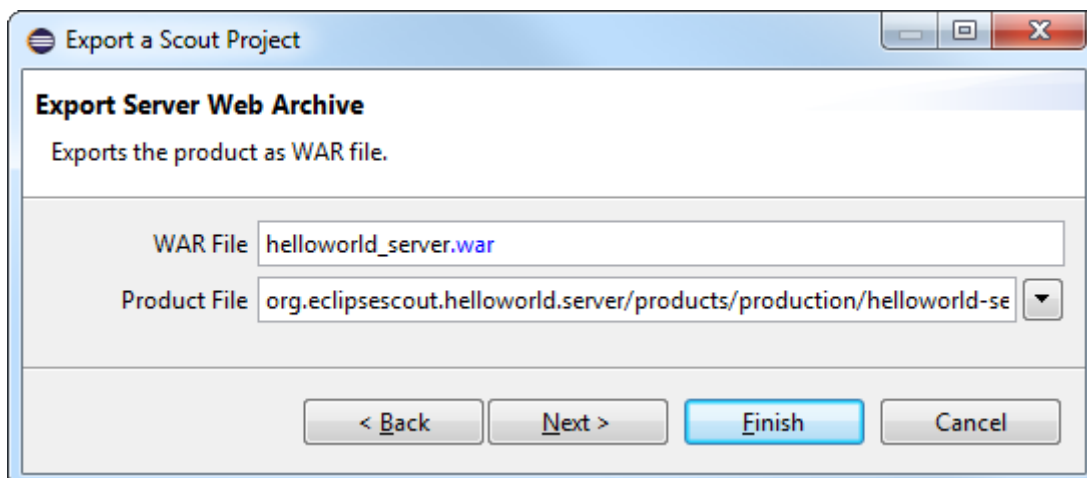 Export a Scout Project
Export Server Web Archive
Exports the product as WAR file.
WAR File helloworld_server.war
Product File org.eclipsescout.helloworld.server/products/production/helloworld-se
< Back Next > Finish Cancel